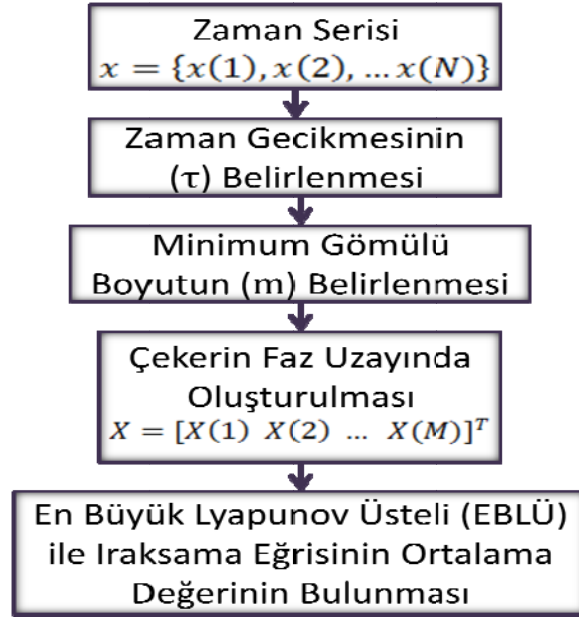 Zaman Serisi
x = {x(1), x(2), … x(N)}
Zaman Gecikmesinin
(τ) Belirlenmesi
Minimum Gömülü
Boyutun (m) Belirlenmesi
Çekerin Faz Uzayında
Oluşturulması
X = [X(1) X(2) … X(M)]ᵀ
En Büyük Lyapunov Üsteli (EBLÜ)
ile Iraksama Eğrisinin Ortalama
Değerinin Bulunması